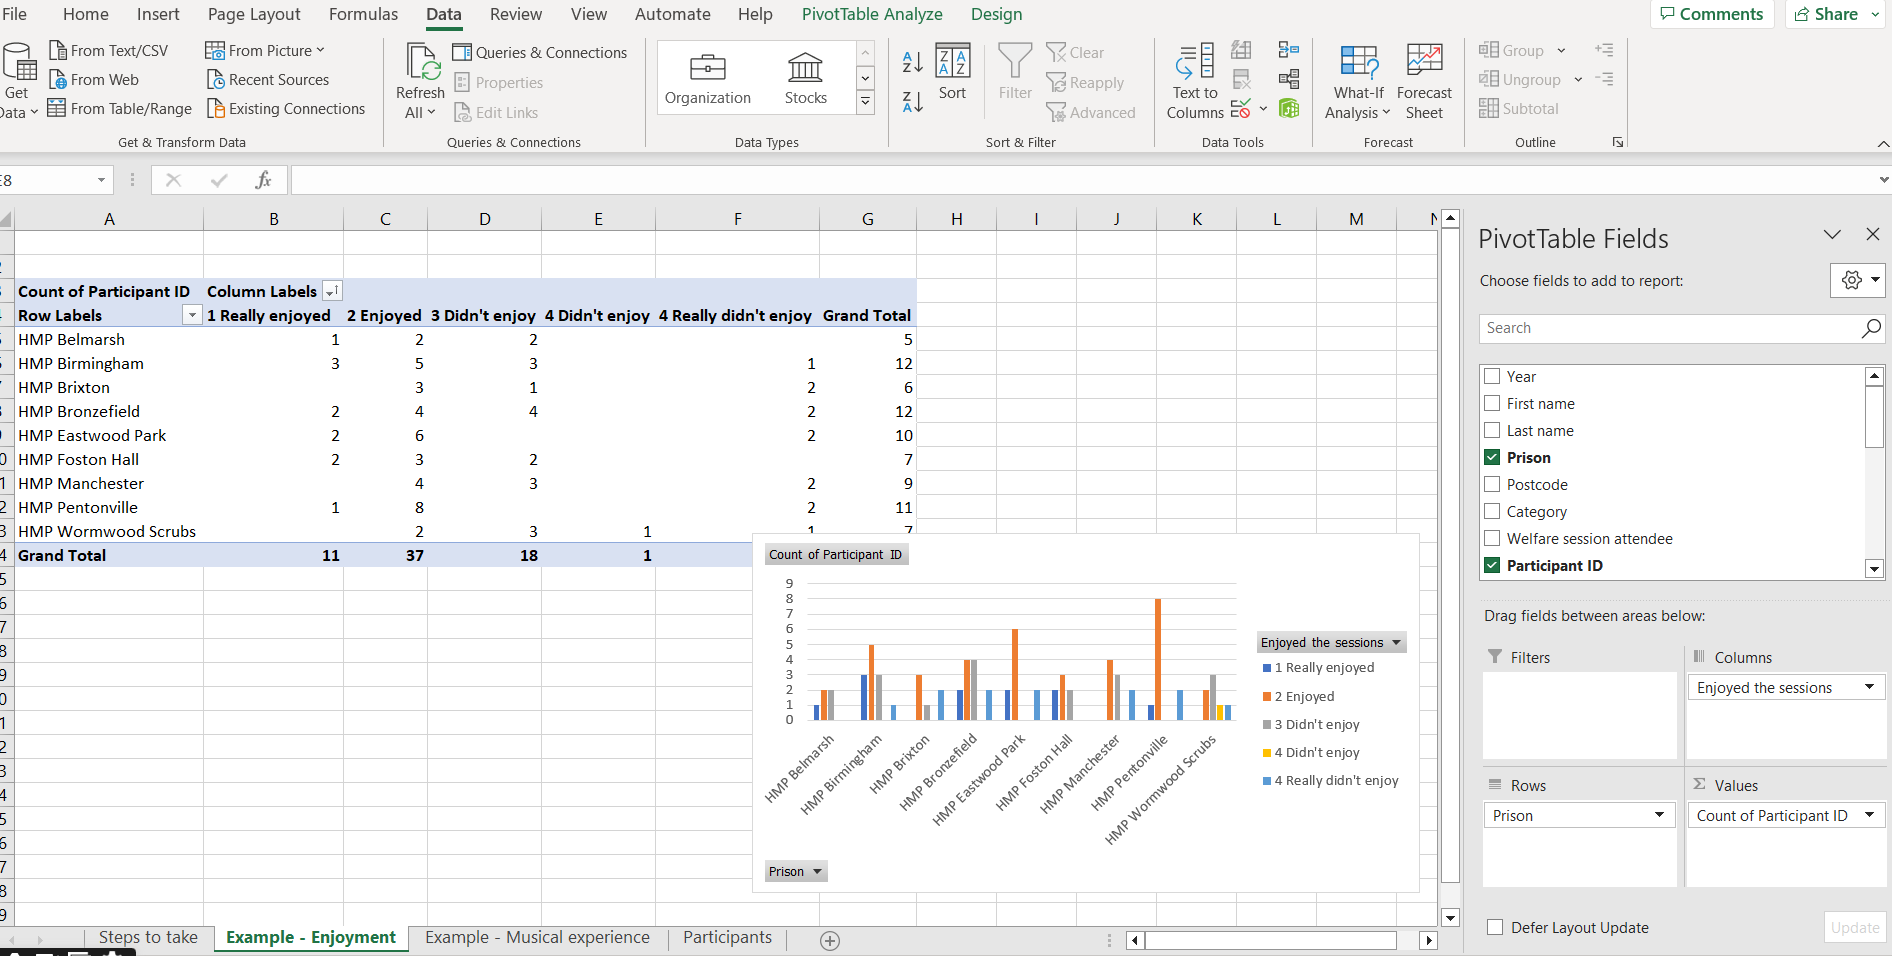 File Home Insert Page Layout Formulas Data Review View Automate Help PivotTable Analyze Design Comments Share
From Text/CSV From Picture Queries & Connections Clear Group
From Web Recent Sources Properties Reapply Ungroup
From Table/Range Existing Connections Edit Links Advanced Subtotal
Get
Data
Refresh
All
Organization Stocks
Sort Filter
Text to
Columns
What-If
Analysis
Forecast
Sheet
Get & Transform Data Queries & Connections Data Types Sort & Filter Data Tools Forecast Outline
E8 fx
A B C D E F G H I J K L M N
Count of Participant ID Column Labels
Row Labels 1 Really enjoyed 2 Enjoyed 3 Didn't enjoy 4 Didn't enjoy 4 Really didn't enjoy Grand Total
HMP Belmarsh 1 2 2 5
HMP Birmingham 3 5 3 1 12
HMP Brixton 3 1 2 6
HMP Bronzefield 2 4 4 2 12
HMP Eastwood Park 2 6 2 10
HMP Foston Hall 2 3 2 7
HMP Manchester 4 3 2 9
HMP Pentonville 1 8 2 11
HMP Wormwood Scrubs 2 3 1 1 7
Grand Total 11 37 18 1
Count of Participant ID
9
8
7
6
5
4
3
2
1
0
HMP Belmarsh
HMP Birmingham
HMP Brixton
HMP Bronzefield
HMP Eastwood Park
HMP Foston Hall
HMP Manchester
HMP Pentonville
HMP Wormwood Scrubs
Enjoyed the sessions
1 Really enjoyed
2 Enjoyed
3 Didn't enjoy
4 Didn't enjoy
4 Really didn't enjoy
Prison
PivotTable Fields
Choose fields to add to report:
Search
Year
First name
Last name
Prison
Postcode
Category
Welfare session attendee
Participant ID
Drag fields between areas below:
Filters Columns
Enjoyed the sessions
Rows Values
Prison Count of Participant ID
Defer Layout Update Update
Steps to take Example - Enjoyment Example - Musical experience Participants